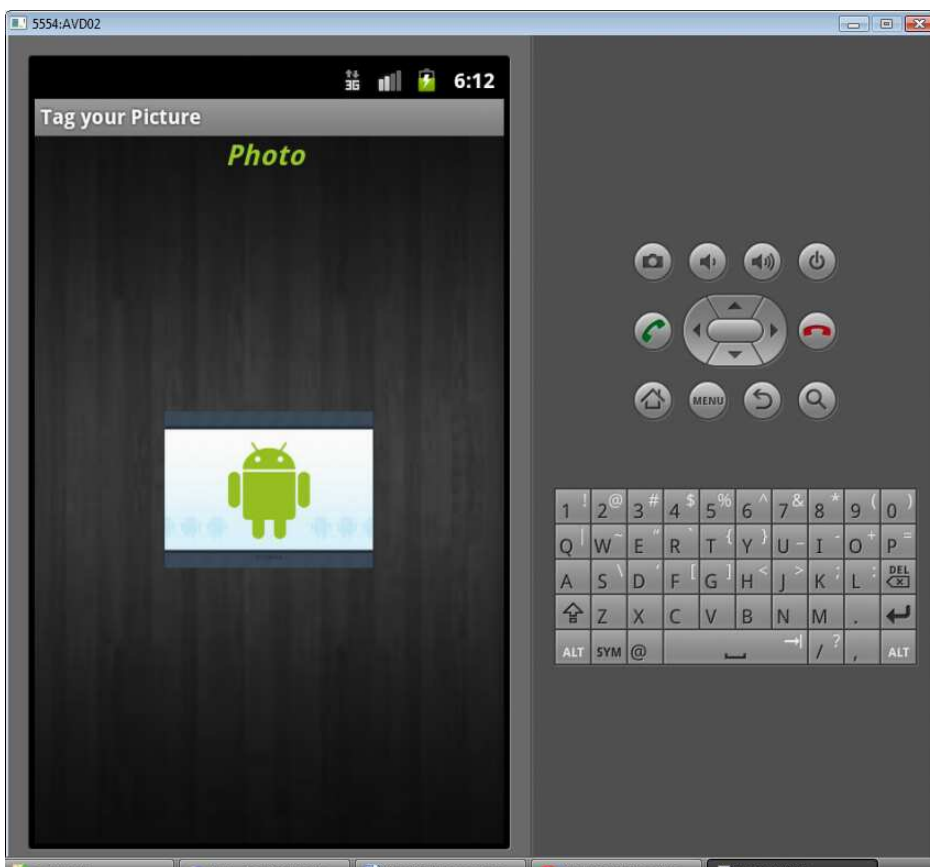 5554:AVD02
3G 6:12
Tag your Picture
Photo
MENU
1 ! 2 @ 3 # 4 $ 5 % 6 ^ 7 & 8 * 9 ( 0 )
Q | W ~ E " R ` T { Y } U _ I - O + P =
A S \ D ' F [ G ] H < J > K ; L : DEL
Z X C V B N M .
ALT SYM @ / ? , ALT